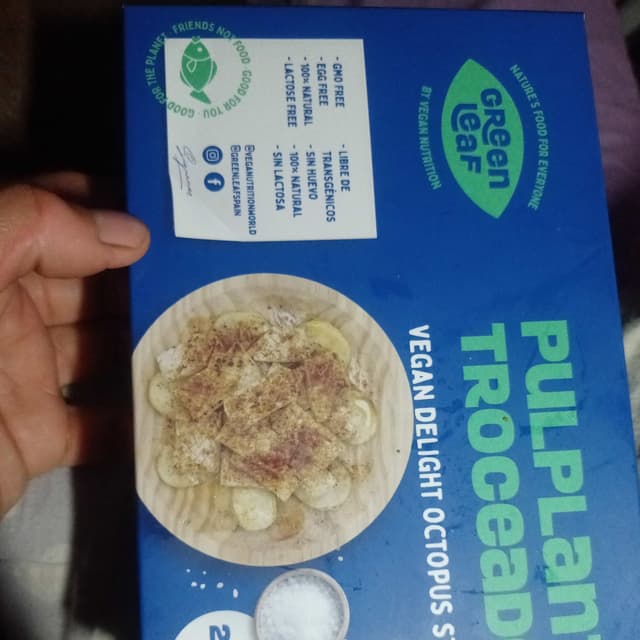 NATURE'S FOOD FOR EVERYONE
GReen
LeaF
BY VEGAN NUTRITION
PULPLanT
TROCEaD
VEGAN DELIGHT OCTOPUS S
- GMO FREE
- EGG FREE
- 100% NATURAL
- LACTOSE FREE
- LIBRE DE
TRANSGÉNICOS
- SIN HUEVO
- 100% NATURAL
- SIN LACTOSA
@VEGANUTRITIONWORLD
@GREENLEAFSPAIN
FRIENDS NOT FOOD · GOOD FOR YOU · GOOD FOR THE PLANET ·
2